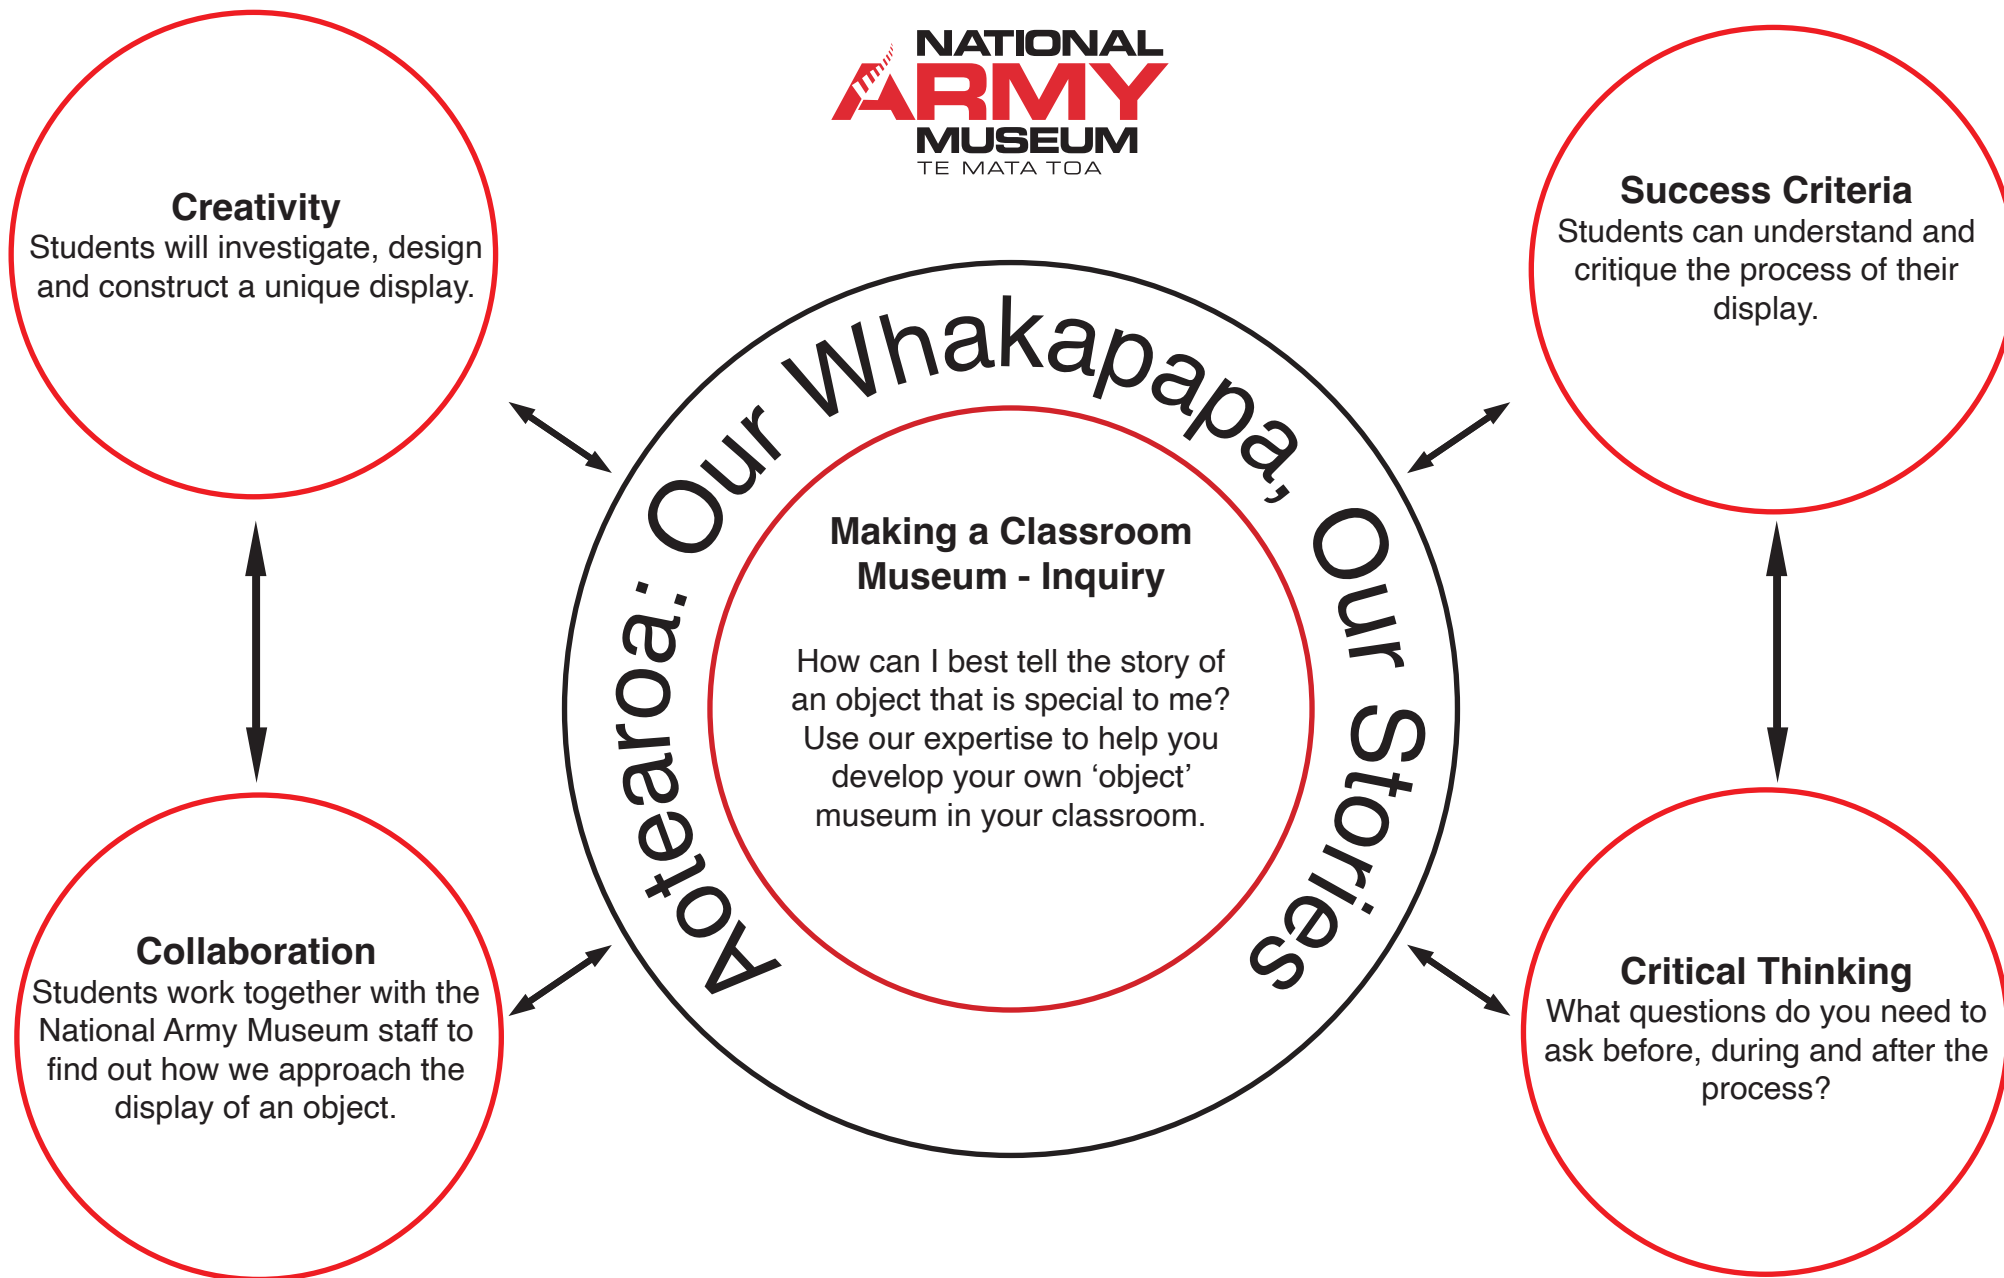 NATIONAL
ARMY
MUSEUM
TE MATA TOA
Creativity
Students will investigate, design
and construct a unique display.
Success Criteria
Students can understand and
critique the process of their
display.
Aotearoa: Our Whakapapa, Our Stories
Making a Classroom
Museum - Inquiry
How can I best tell the story of
an object that is special to me?
Use our expertise to help you
develop your own ‘object’
museum in your classroom.
Collaboration
Students work together with the
National Army Museum staff to
find out how we approach the
display of an object.
Critical Thinking
What questions do you need to
ask before, during and after the
process?